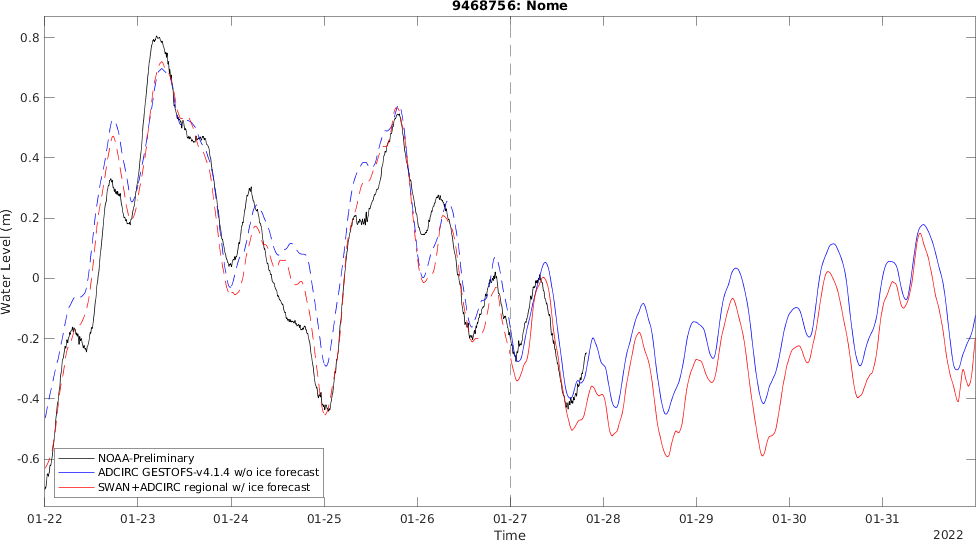 9468756: Nome
Water Level (m)
0.8
0.6
0.4
0.2
0
-0.2
-0.4
-0.6
NOAA-Preliminary
ADCIRC GESTOFS-v4.1.4 w/o ice forecast
SWAN+ADCIRC regional w/ ice forecast
01-22 01-23 01-24 01-25 01-26 01-27 01-28 01-29 01-30 01-31
Time
2022